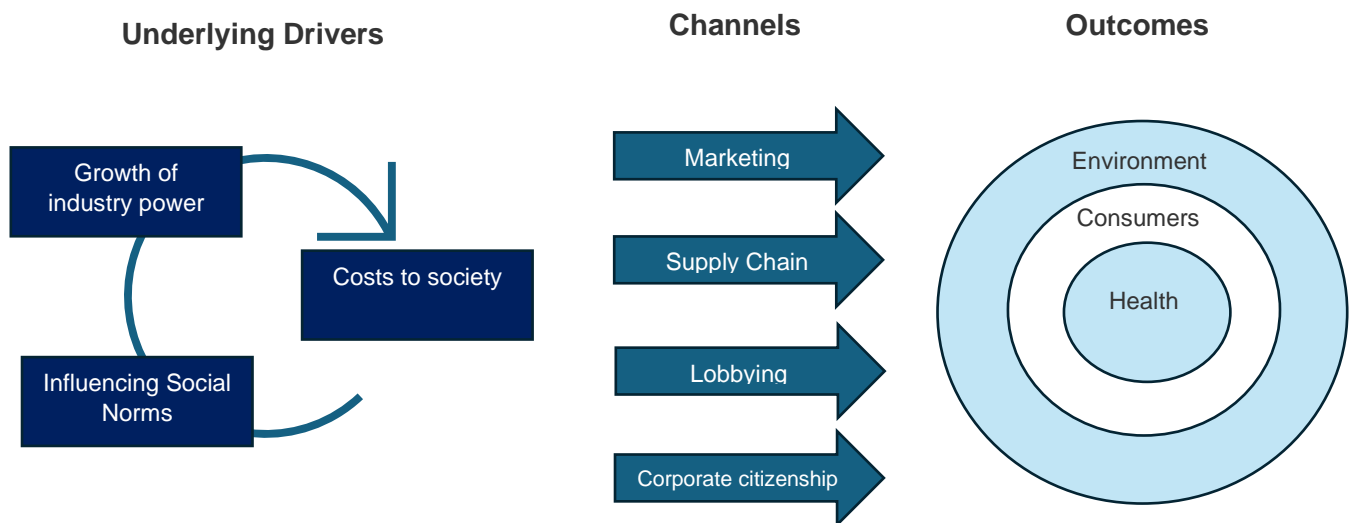 Underlying Drivers
Channels
Outcomes
Growth of
industry power
Costs to society
Influencing Social
Norms
Marketing
Supply Chain
Lobbying
Corporate citizenship
Environment
Consumers
Health